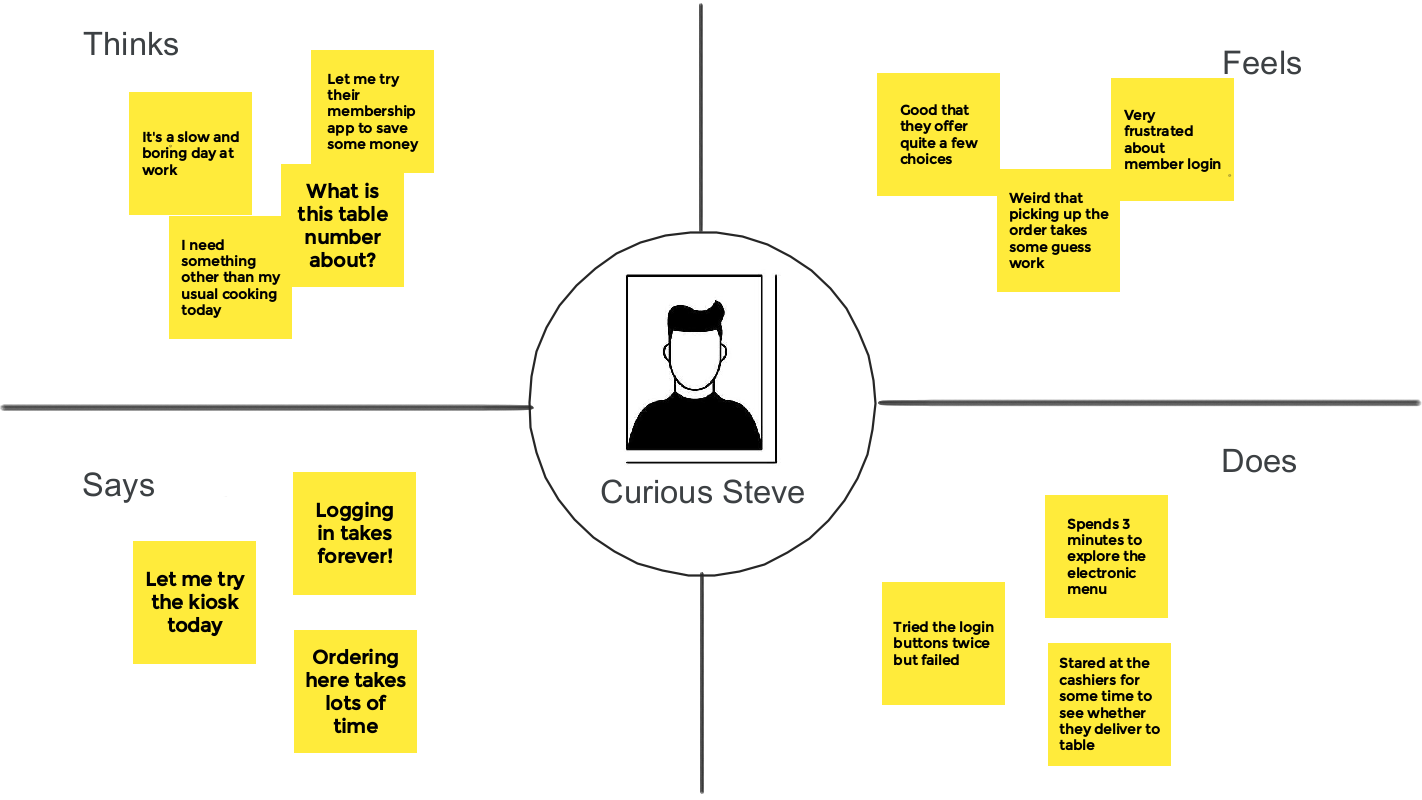 Thinks
It's a slow and
boring day at
work
Let me try
their
membership
app to save
some money
I need
something
other than my
usual cooking
today
What is
this table
number
about?
Feels
Good that
they offer
quite a few
choices
Weird that
picking up the
order takes
some guess
work
Very
frustrated
about
member login
Curious Steve
Says
Let me try
the kiosk
today
Logging
in takes
forever!
Ordering
here takes
lots of
time
Does
Tried the login
buttons twice
but failed
Spends 3
minutes to
explore the
electronic
menu
Stared at the
cashiers for
some time to
see whether
they deliver to
table